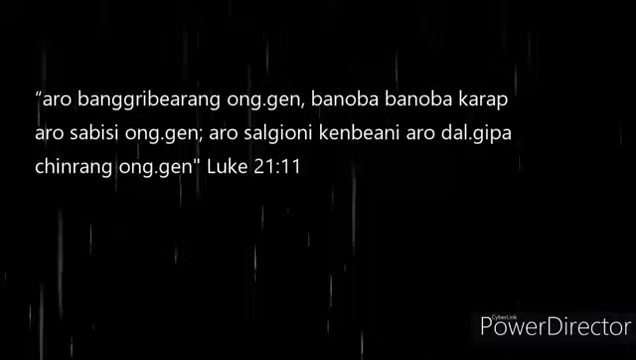 “aro banggribearang ong.gen, banoba banoba karap
aro sabisi ong.gen; aro salgioni kenbeani aro dal.gipa
chinrang ong.gen" Luke 21:11
CyberLink
PowerDirector